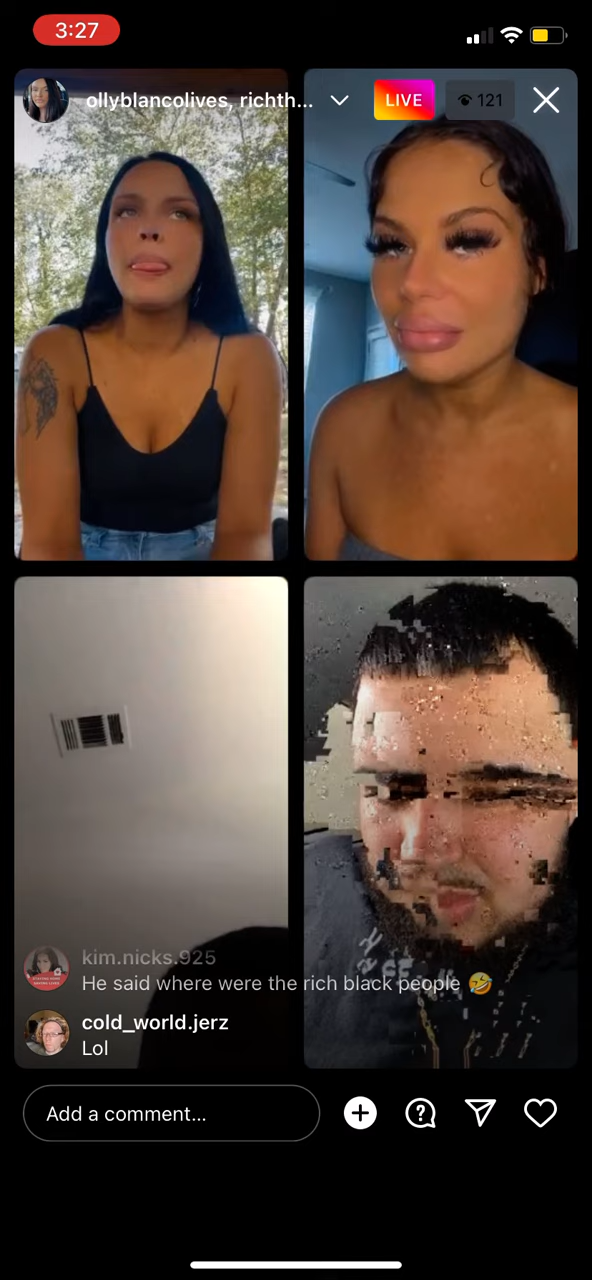 3:27
ollyblancolives, richth...
LIVE
121
kim.nicks.925
He said where were the rich black people 🤣
cold_world.jerz
Lol
Add a comment...